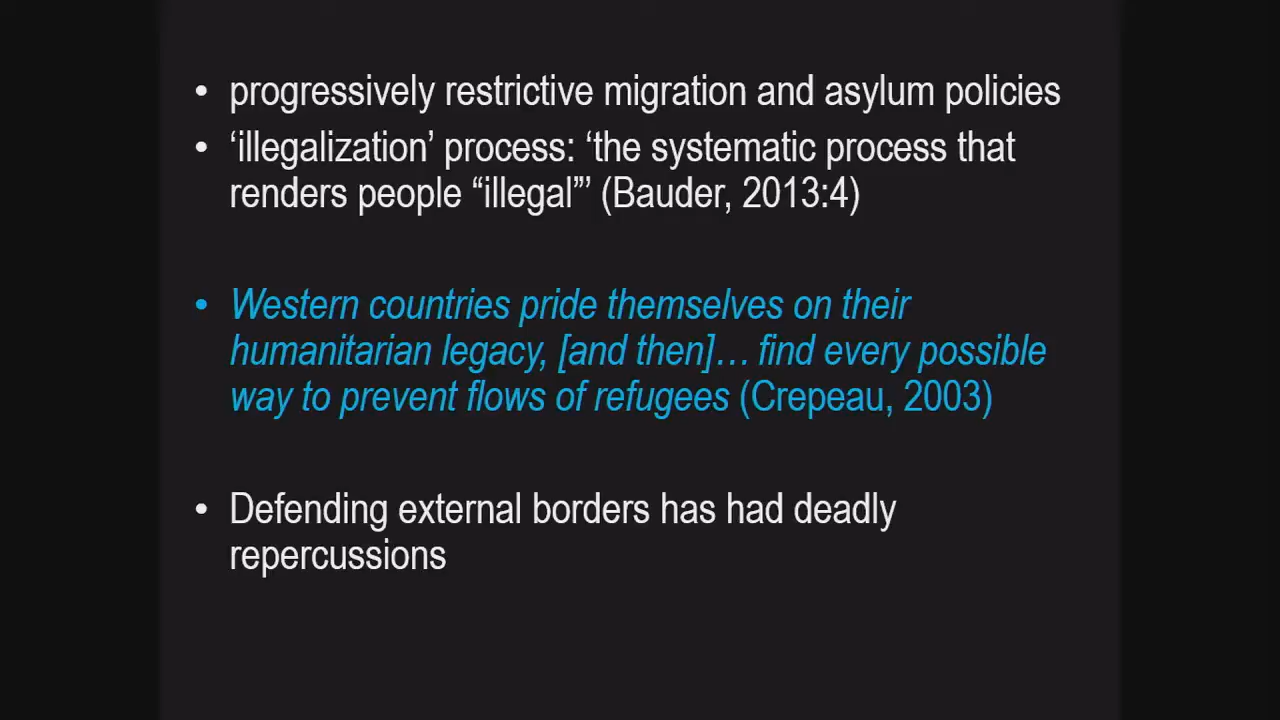 • progressively restrictive migration and asylum policies
• ‘illegalization’ process: ‘the systematic process that
renders people “illegal”’ (Bauder, 2013:4)
• Western countries pride themselves on their
humanitarian legacy, [and then]… find every possible
way to prevent flows of refugees (Crepeau, 2003)
• Defending external borders has had deadly
repercussions